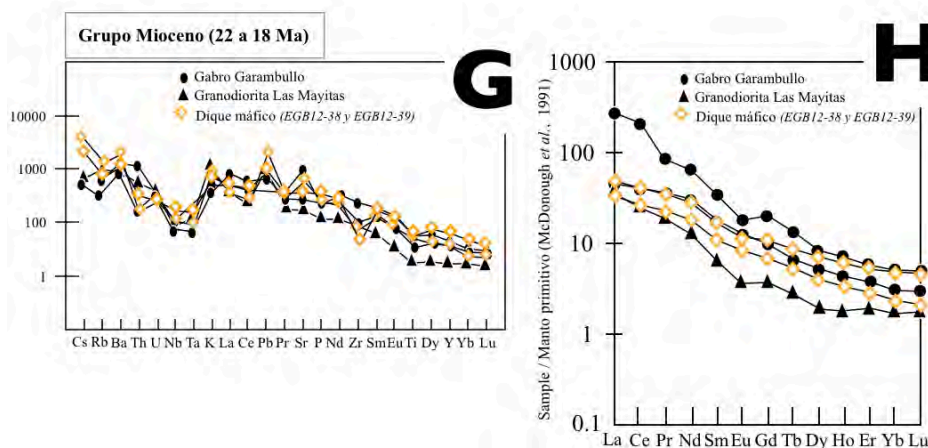 Grupo Mioceno (22 a 18 Ma)
G
Gabro Garambullo
Granodiorita Las Mayitas
Dique máfico (EGB12-38 y EGB12-39)
10000
1000
100
1
Cs Rb Ba Th U Nb Ta K La Ce Pb Pr Sr P Nd Zr Sm Eu Ti Dy Y Yb Lu
H
Gabro Garambullo
Granodiorita Las Mayitas
Dique máfico (EGB12-38 y EGB12-39)
Sample / Manto primitivo (McDonough et al., 1991)
1000
100
10
1
0.1
La Ce Pr Nd Sm Eu Gd Tb Dy Ho Er Yb Lu